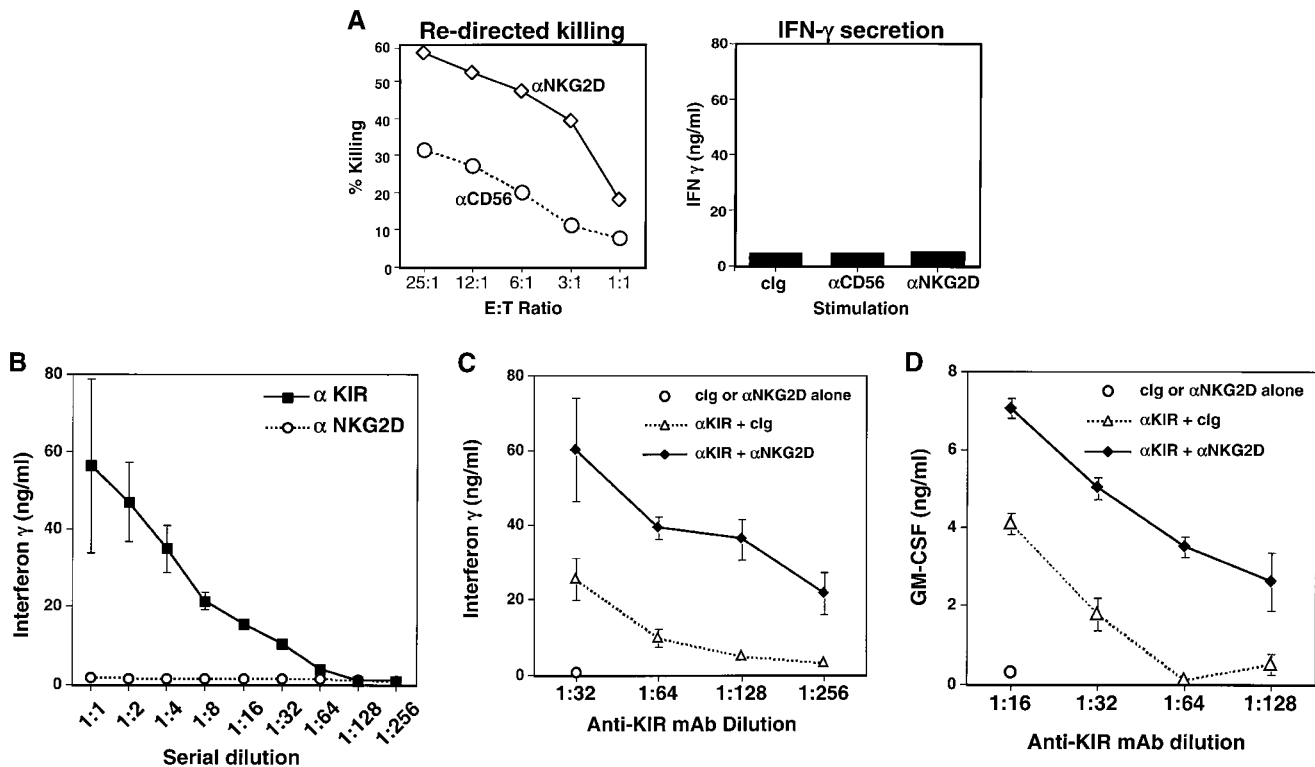 A
Re-directed killing
60
50
40
30
20
10
0
% Killing
αNKG2D
αCD56
25:1 12:1 6:1 3:1 1:1
E:T Ratio
IFN-γ secretion
80
60
40
20
0
IFN γ (ng/ml)
cIg αCD56 αNKG2D
Stimulation
B
80
60
40
20
0
Interferon γ (ng/ml)
α KIR
α NKG2D
1:1 1:2 1:4 1:8 1:16 1:32 1:64 1:128 1:256
Serial dilution
C
80
60
40
20
0
Interferon γ (ng/ml)
cIg or αNKG2D alone
αKIR + cIg
αKIR + αNKG2D
1:32 1:64 1:128 1:256
Anti-KIR mAb Dilution
D
8
6
4
2
0
GM-CSF (ng/ml)
cIg or αNKG2D alone
αKIR + cIg
αKIR + αNKG2D
1:16 1:32 1:64 1:128
Anti-KIR mAb dilution